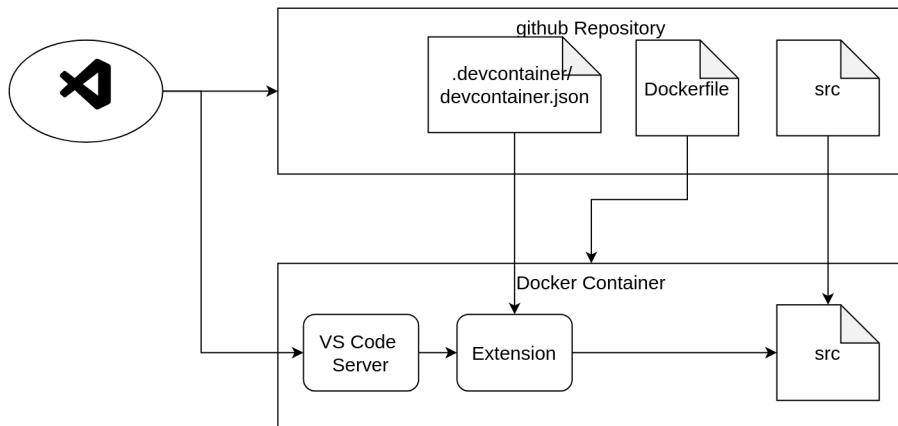 github Repository
.devcontainer/
devcontainer.json
Dockerfile
src
Docker Container
VS Code
Server
Extension
src